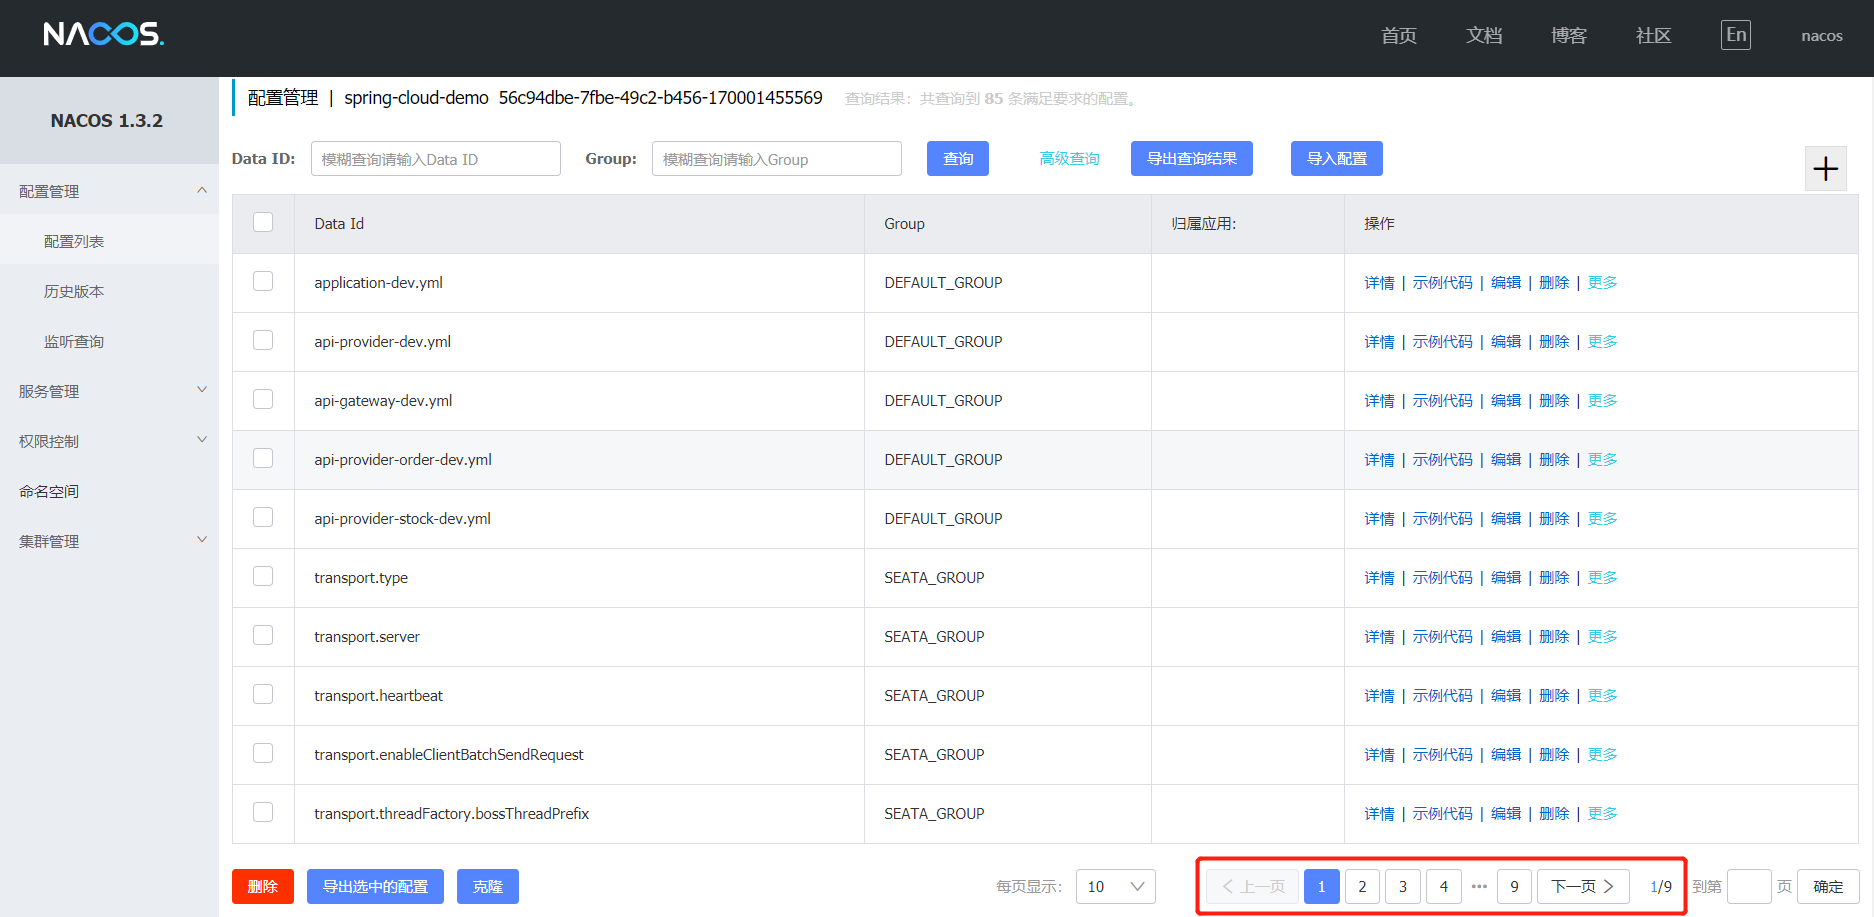 NACOS.
首页 文档 博客 社区 En nacos
NACOS 1.3.2
配置管理
配置列表
历史版本
监听查询
服务管理
权限控制
命名空间
集群管理
配置管理 | spring-cloud-demo 56c94dbe-7fbe-49c2-b456-170001455569 查询结果：共查询到 85 条满足要求的配置。
Data ID: 模糊查询请输入Data ID Group: 模糊查询请输入Group 查询 高级查询 导出查询结果 导入配置
Data Id Group 归属应用: 操作
application-dev.yml DEFAULT_GROUP 详情 | 示例代码 | 编辑 | 删除 | 更多
api-provider-dev.yml DEFAULT_GROUP 详情 | 示例代码 | 编辑 | 删除 | 更多
api-gateway-dev.yml DEFAULT_GROUP 详情 | 示例代码 | 编辑 | 删除 | 更多
api-provider-order-dev.yml DEFAULT_GROUP 详情 | 示例代码 | 编辑 | 删除 | 更多
api-provider-stock-dev.yml DEFAULT_GROUP 详情 | 示例代码 | 编辑 | 删除 | 更多
transport.type SEATA_GROUP 详情 | 示例代码 | 编辑 | 删除 | 更多
transport.server SEATA_GROUP 详情 | 示例代码 | 编辑 | 删除 | 更多
transport.heartbeat SEATA_GROUP 详情 | 示例代码 | 编辑 | 删除 | 更多
transport.enableClientBatchSendRequest SEATA_GROUP 详情 | 示例代码 | 编辑 | 删除 | 更多
transport.threadFactory.bossThreadPrefix SEATA_GROUP 详情 | 示例代码 | 编辑 | 删除 | 更多
删除 导出选中的配置 克隆 每页显示: 10 上一页 1 2 3 4 ••• 9 下一页 1/9 到第 页 确定